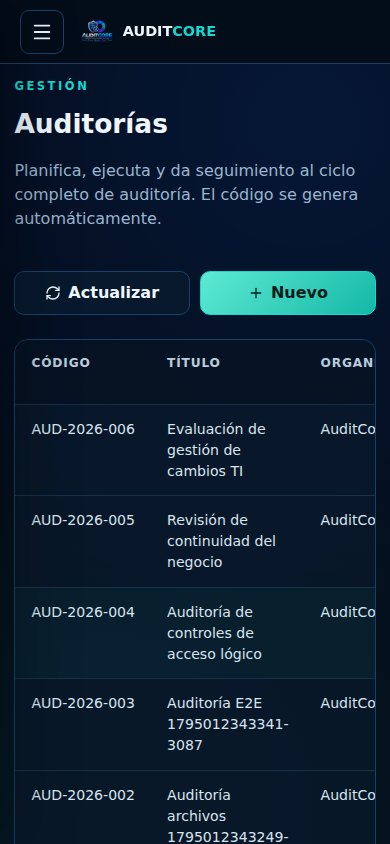 AUDITCORE
AUDITCORE
GESTIÓN
Auditorías
Planifica, ejecuta y da seguimiento al ciclo
completo de auditoría. El código se genera
automáticamente.
Actualizar
Nuevo
CÓDIGO TÍTULO ORGAN
AUD-2026-006 Evaluación de gestión de cambios TI AuditCo
AUD-2026-005 Revisión de continuidad del negocio AuditCo
AUD-2026-004 Auditoría de controles de acceso lógico AuditCo
AUD-2026-003 Auditoría E2E 1795012343341-3087 AuditCo
AUD-2026-002 Auditoría archivos 1795012343249- AuditCo